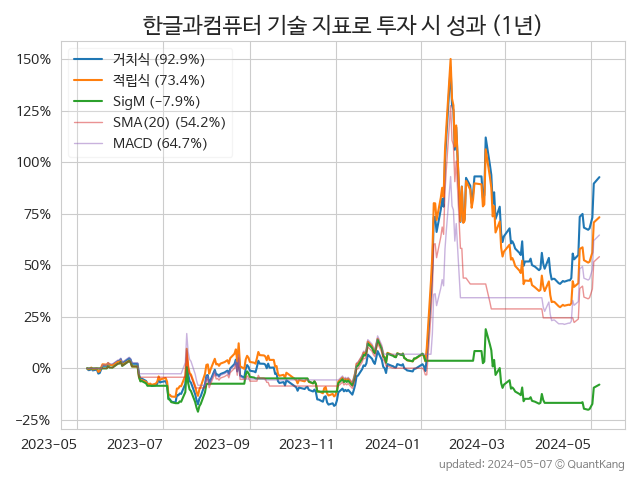 한글과컴퓨터 기술 지표로 투자 시 성과 (1년)
거치식 (92.9%)
적립식 (73.4%)
SigM (−7.9%)
SMA(20) (54.2%)
MACD (64.7%)
150%
125%
100%
75%
50%
25%
0%
−25%
2023-05 2023-07 2023-09 2023-11 2024-01 2024-03 2024-05
updated: 2024-05-07 © QuantKang